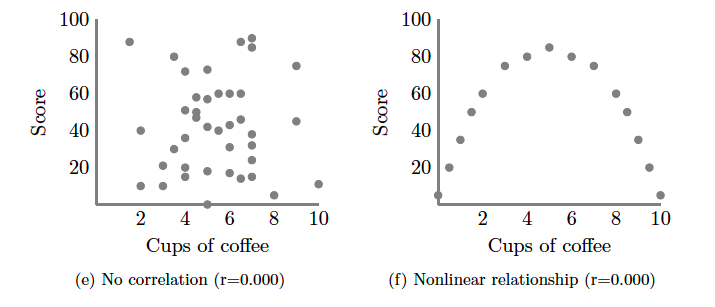 100
80
60
40
20
Score
2 4 6 8 10
Cups of coffee
(e) No correlation (r=0.000)
100
80
60
40
20
Score
2 4 6 8 10
Cups of coffee
(f) Nonlinear relationship (r=0.000)